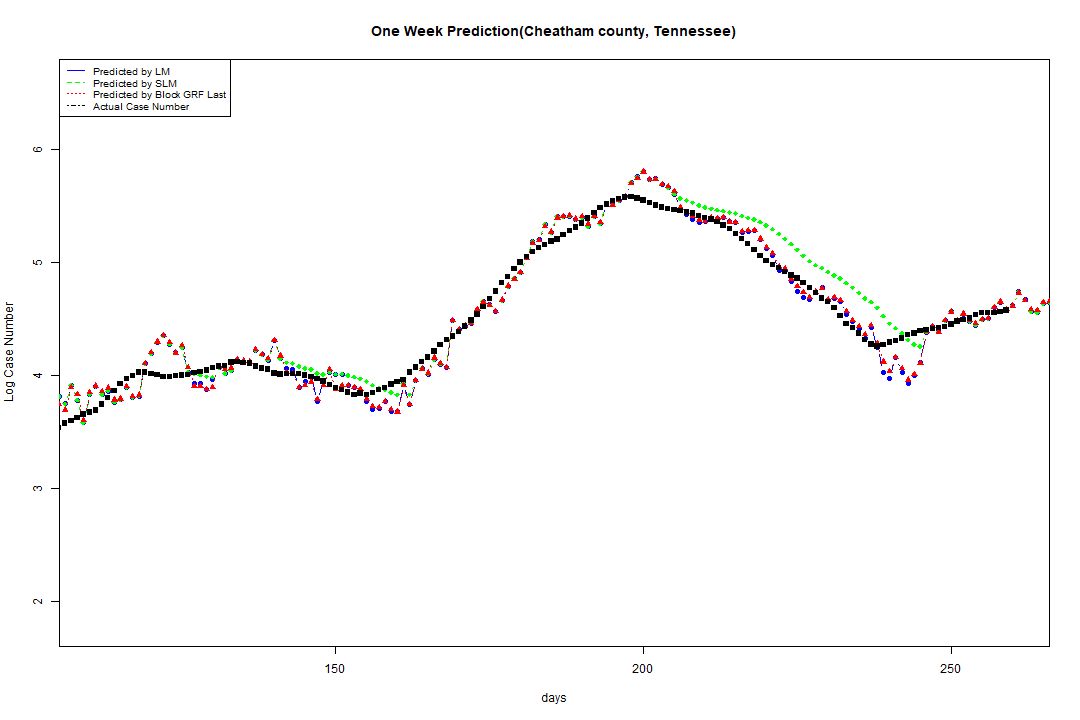 One Week Prediction(Cheatham county, Tennessee)
Predicted by LM
Predicted by SLM
Predicted by Block GRF Last
Actual Case Number
Log Case Number
6
5
4
3
2
150
200
250
days